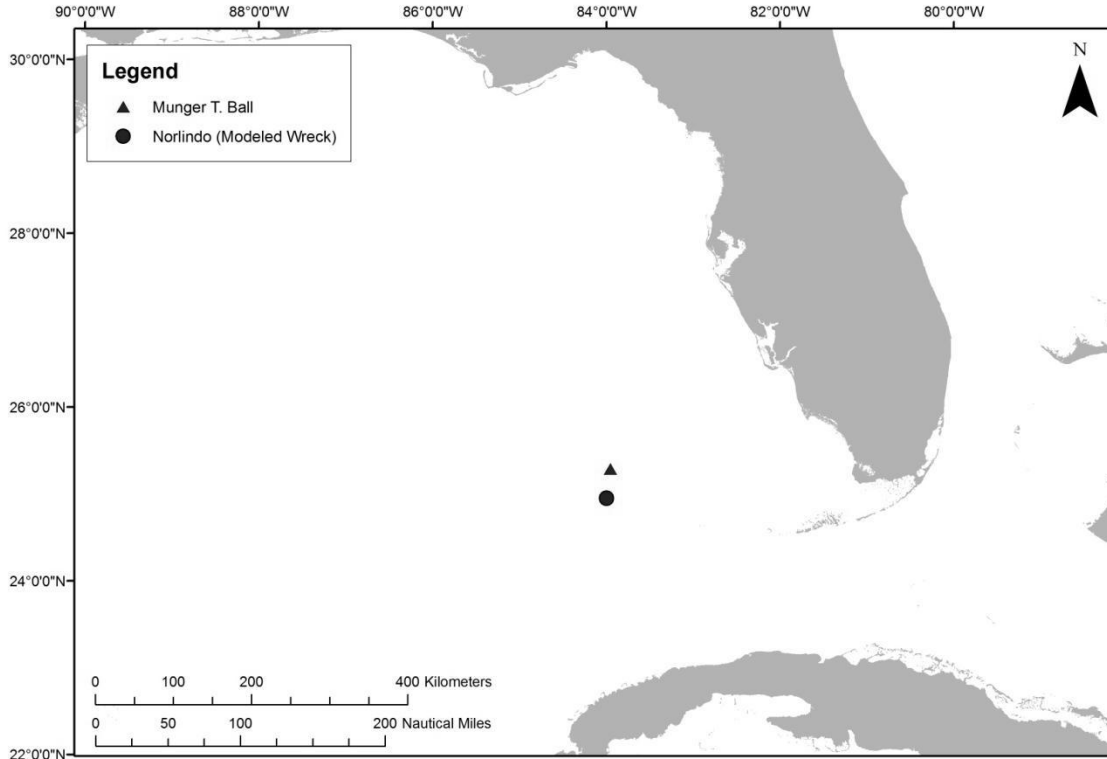 90°0'0"W 88°0'0"W 86°0'0"W 84°0'0"W 82°0'0"W 80°0'0"W
30°0'0"N
Legend
Munger T. Ball
Norlindo (Modeled Wreck)
N
28°0'0"N
26°0'0"N
24°0'0"N
0 100 200 400 Kilometers
0 50 100 200 Nautical Miles
22°0'0"N